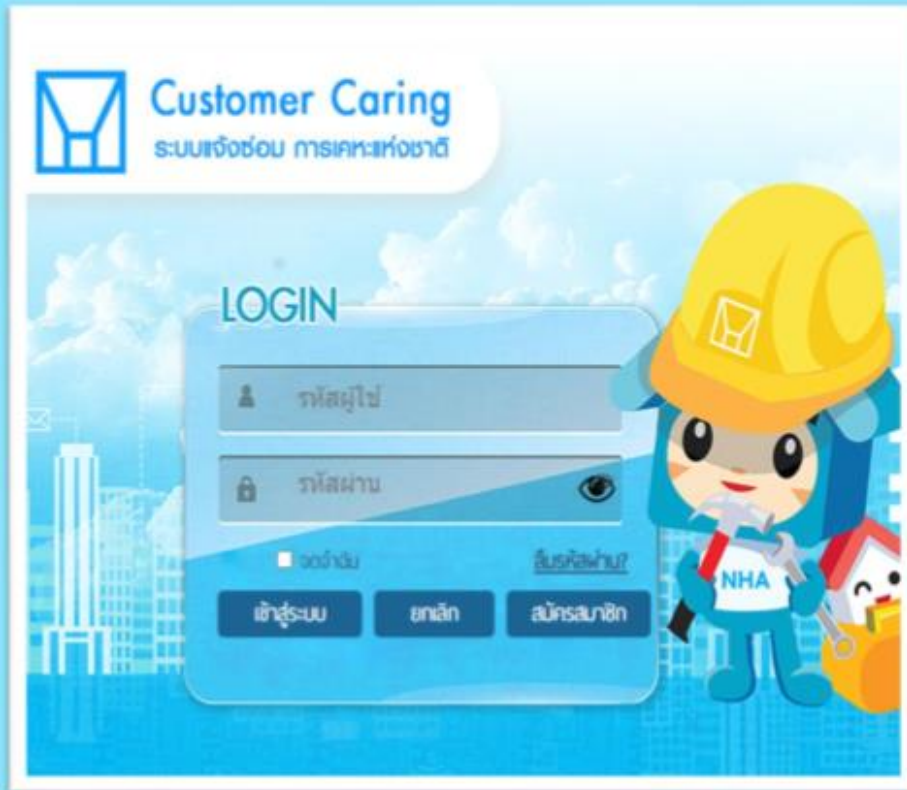 Customer Caring
ระบบแจ้งซ่อม การเคหะแห่งชาติ
LOGIN
รหัสผู้ใช้
รหัสผ่าน
จดจำฉัน ลืมรหัสผ่าน?
เข้าสู่ระบบ ยกเลิก สมัครสมาชิก
NHA